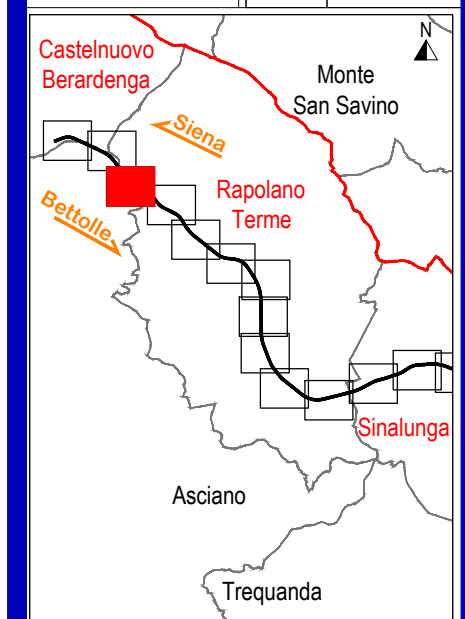 N
Castelnuovo
Berardenga
Monte
San Savino
Siena
Rapolano
Terme
Bettolle
Sinalunga
Asciano
Trequanda